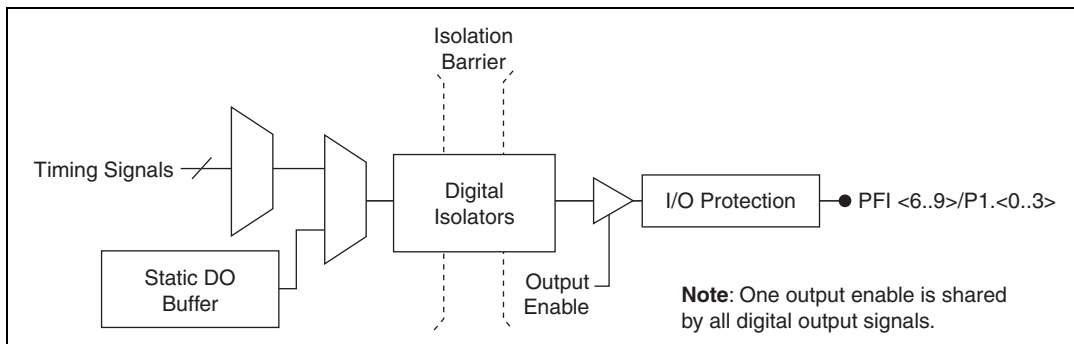 Isolation
Barrier
Timing Signals
Digital
Isolators
I/O Protection
PFI <6..9>/P1.<0..3>
Static DO
Buffer
Output
Enable
Note: One output enable is shared
by all digital output signals.